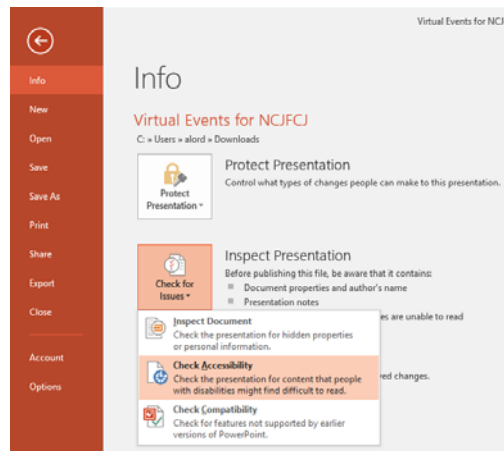 Virtual Events for NCJ
Info
New
Open
Save
Save As
Print
Share
Export
Close
Account
Options
Info
Virtual Events for NCJFCJ
C: » Users » alord » Downloads
Protect
Presentation
Protect Presentation
Control what types of changes people can make to this presentation.
Check for
Issues
Inspect Presentation
Before publishing this file, be aware that it contains:
Document properties and author's name
Presentation notes
es are unable to read
Inspect Document
Check the presentation for hidden properties
or personal information.
Check Accessibility
Check the presentation for content that people
with disabilities might find difficult to read.
ved changes.
Check Compatibility
Check for features not supported by earlier
versions of PowerPoint.